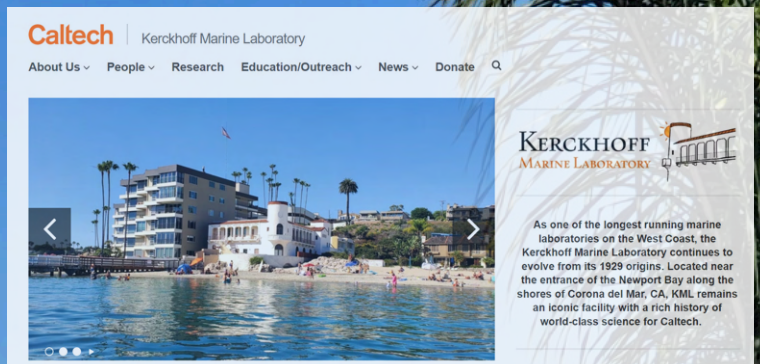 Caltech
Kerckhoff Marine Laboratory
About Us People Research Education/Outreach News Donate
KERCKHOFF
MARINE LABORATORY
As one of the longest running marine
laboratories on the West Coast, the
Kerckhoff Marine Laboratory continues to
evolve from its 1929 origins. Located near
the entrance of the Newport Bay along the
shores of Corona del Mar, CA, KML remains
an iconic facility with a rich history of
world-class science for Caltech.